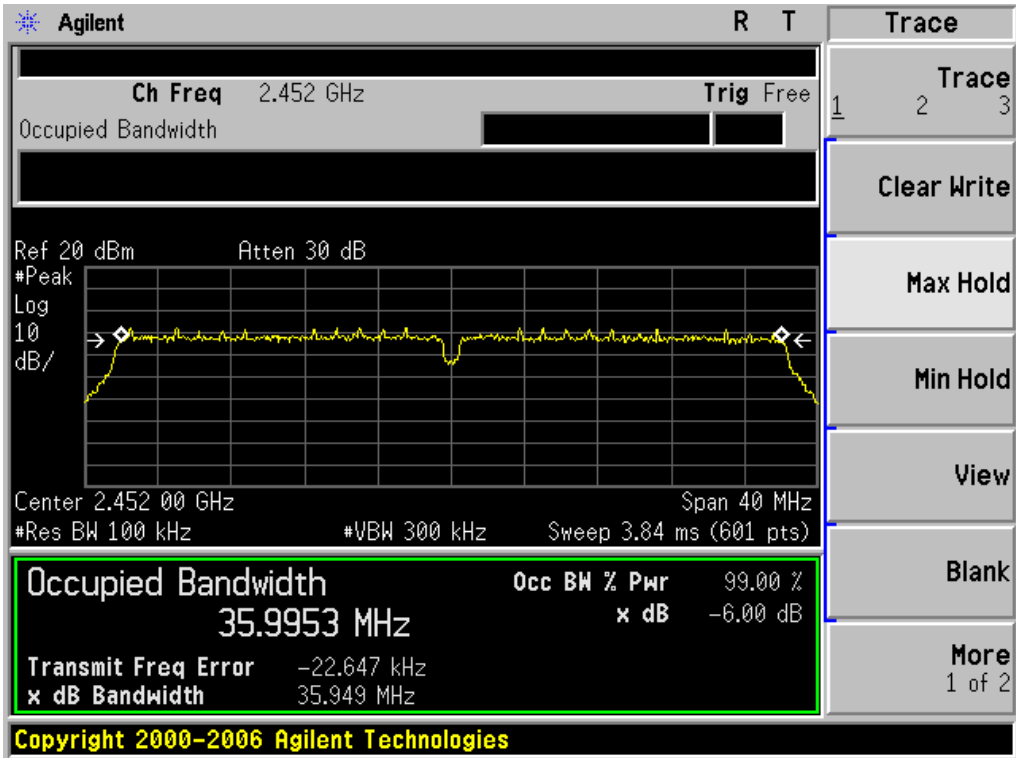 Agilent R T
Trace
Ch Freq 2.452 GHz Trig Free
Occupied Bandwidth
Trace
1 2 3
Clear Write
Max Hold
Min Hold
View
Blank
More
1 of 2
Ref 20 dBm Atten 30 dB
#Peak
Log
10
dB/
Center 2.452 00 GHz Span 40 MHz
#Res BW 100 kHz #VBW 300 kHz Sweep 3.84 ms (601 pts)
Occupied Bandwidth
35.9953 MHz
Occ BW % Pwr 99.00 %
x dB -6.00 dB
Transmit Freq Error -22.647 kHz
x dB Bandwidth 35.949 MHz
Copyright 2000-2006 Agilent Technologies